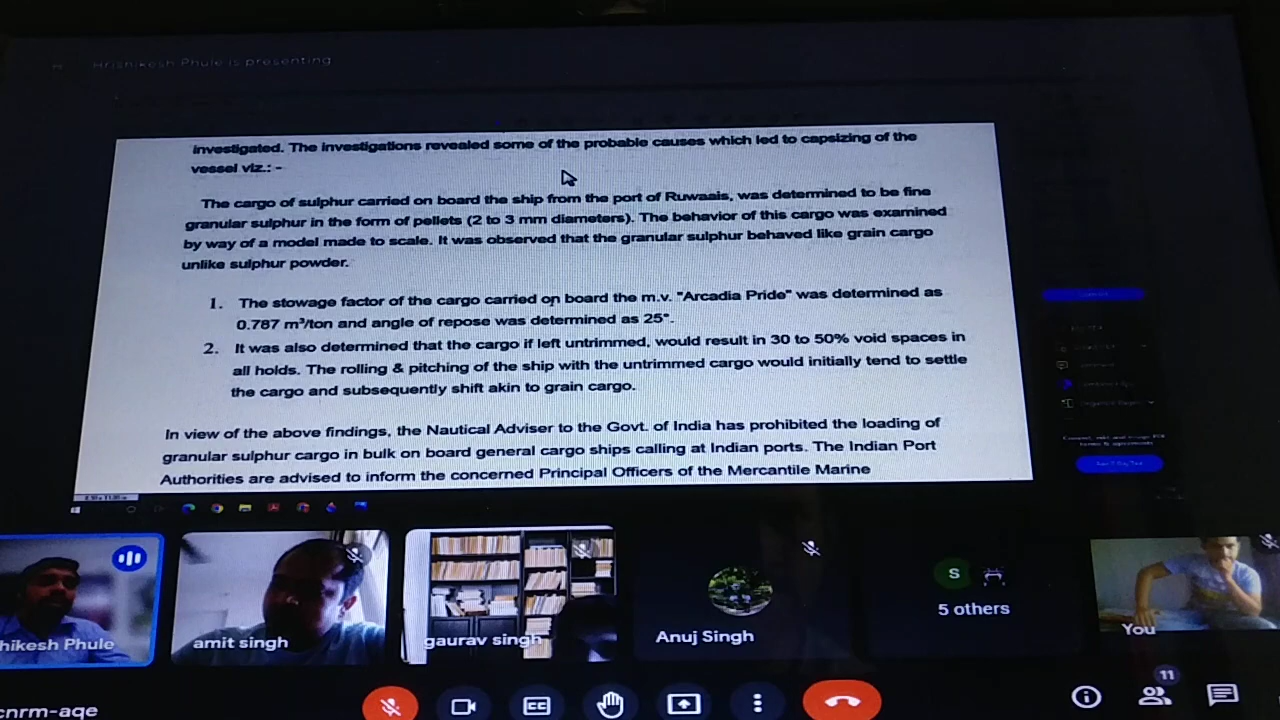 Hrishikesh Phule is presenting
investigated. The investigations revealed some of the probable causes which led to capsizing of the
vessel viz.: -
The cargo of sulphur carried on board the ship from the port of Ruwaais, was determined to be fine
granular sulphur in the form of pellets (2 to 3 mm diameters). The behavior of this cargo was examined
by way of a model made to scale. It was observed that the granular sulphur behaved like grain cargo
unlike sulphur powder.
1. The stowage factor of the cargo carried on board the m.v. "Arcadia Pride" was determined as
0.787 m³/ton and angle of repose was determined as 25°.
2. It was also determined that the cargo if left untrimmed, would result in 30 to 50% void spaces in
all holds. The rolling & pitching of the ship with the untrimmed cargo would initially tend to settle
the cargo and subsequently shift akin to grain cargo.
In view of the above findings, the Nautical Adviser to the Govt. of India has prohibited the loading of
granular sulphur cargo in bulk on board general cargo ships calling at Indian ports. The Indian Port
Authorities are advised to inform the concerned Principal Officers of the Mercantile Marine
hikesh Phule
amit singh
gaurav singh
Anuj Singh
S
5 others
You
cnrm-aqe
CC
11